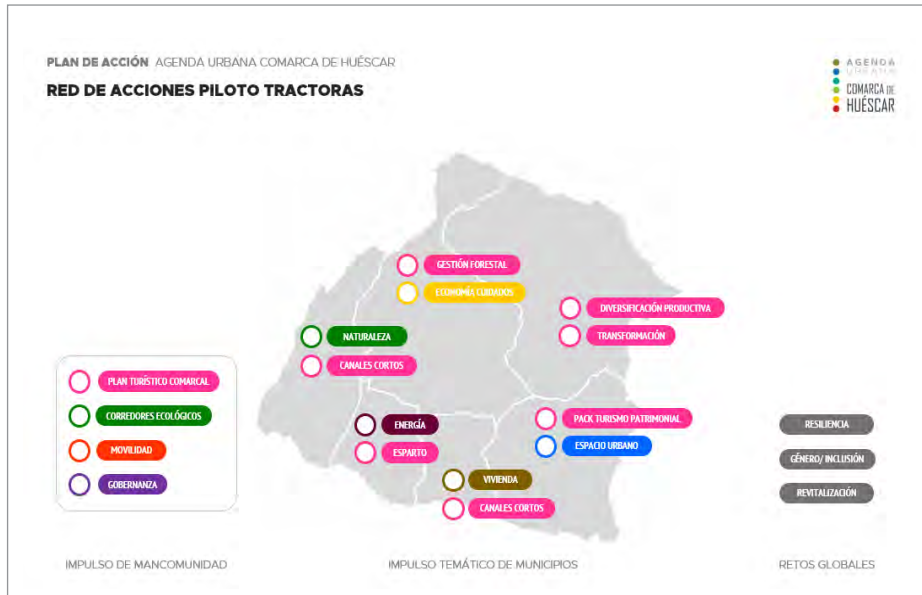 PLAN DE ACCIÓN AGENDA URBANA COMARCA DE HUÉSCAR
RED DE ACCIONES PILOTO TRACTORAS
AGENDA
URBANA
COMARCA DE
HUÉSCAR
GESTIÓN FORESTAL
ECONOMÍA CUIDADOS
DIVERSIFICACIÓN PRODUCTIVA
TRANSFORMACIÓN
NATURALEZA
CANALES CORTOS
PLAN TURÍSTICO COMARCAL
CORREDORES ECOLÓGICOS
MOVILIDAD
GOBERNANZA
ENERGÍA
ESPARTO
PACK TURISMO PATRIMONIAL
ESPACIO URBANO
VIVIENDA
CANALES CORTOS
RESILIENCIA
GÉNERO/ INCLUSIÓN
REVITALIZACIÓN
IMPULSO DE MANCOMUNIDAD
IMPULSO TEMÁTICO DE MUNICIPIOS
RETOS GLOBALES